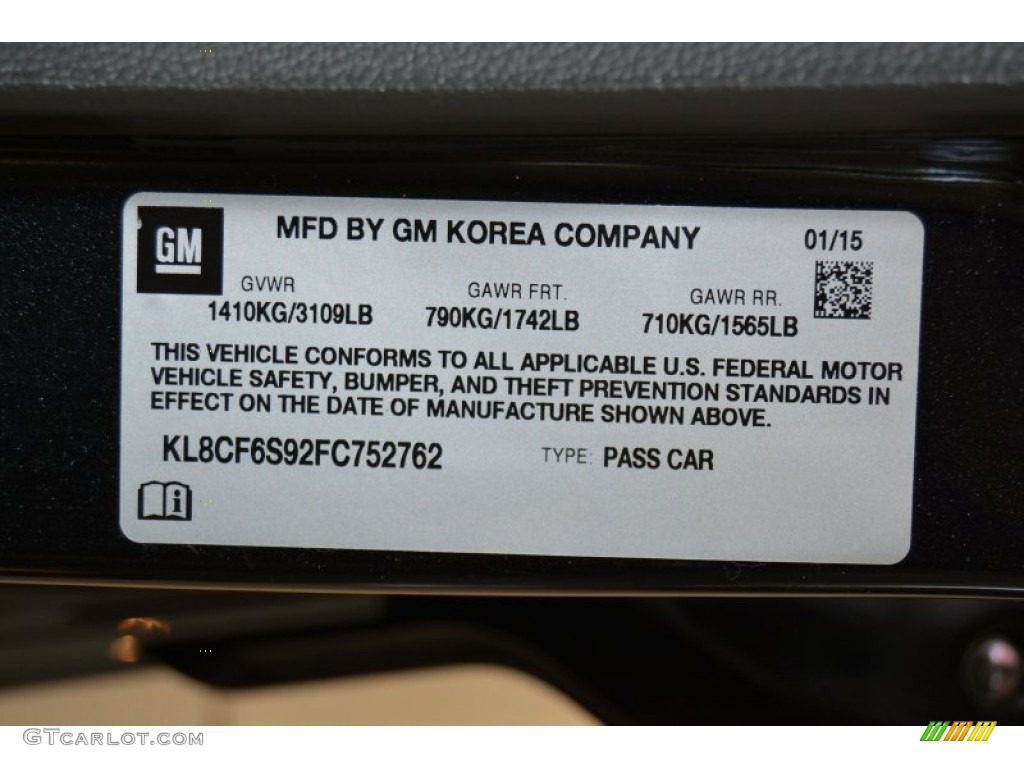 GM
MFD BY GM KOREA COMPANY
01/15
GVWR
1410KG/3109LB
GAWR FRT.
790KG/1742LB
GAWR RR.
710KG/1565LB
THIS VEHICLE CONFORMS TO ALL APPLICABLE U.S. FEDERAL MOTOR
VEHICLE SAFETY, BUMPER, AND THEFT PREVENTION STANDARDS IN
EFFECT ON THE DATE OF MANUFACTURE SHOWN ABOVE.
KL8CF6S92FC752762
TYPE: PASS CAR
i
GTCarlot.com